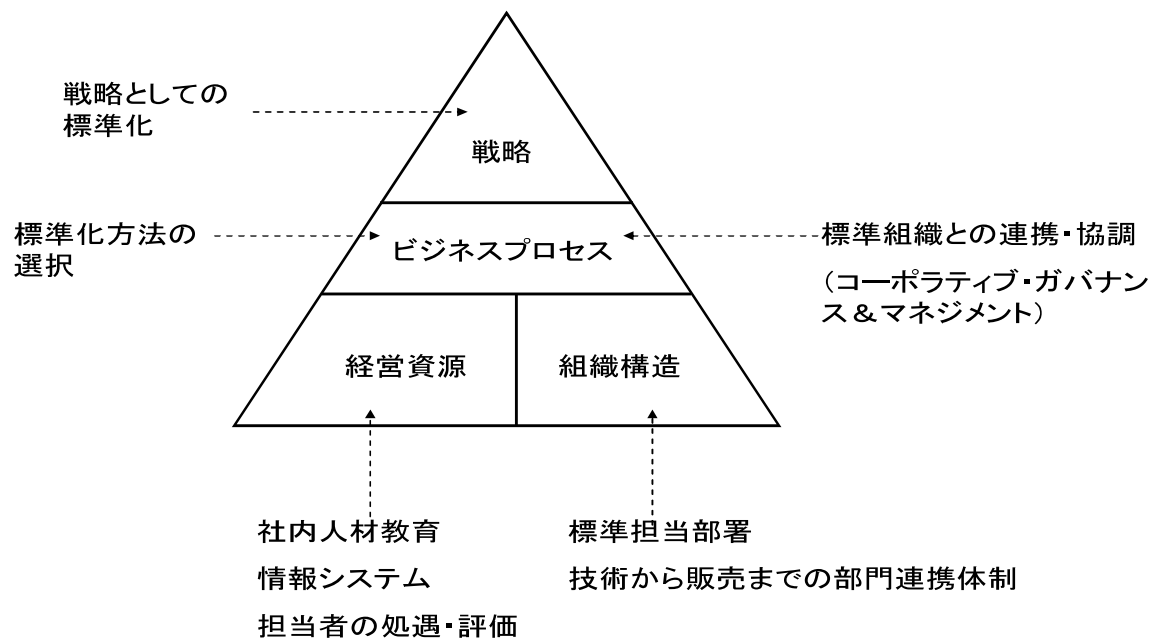 戦略としての
標準化
戦略
標準化方法の
選択
ビジネスプロセス
標準組織との連携・協調
（コーポラティブ・ガバナン
ス＆マネジメント）
経営資源
組織構造
社内人材教育
情報システム
担当者の処遇・評価
標準担当部署
技術から販売までの部門連携体制